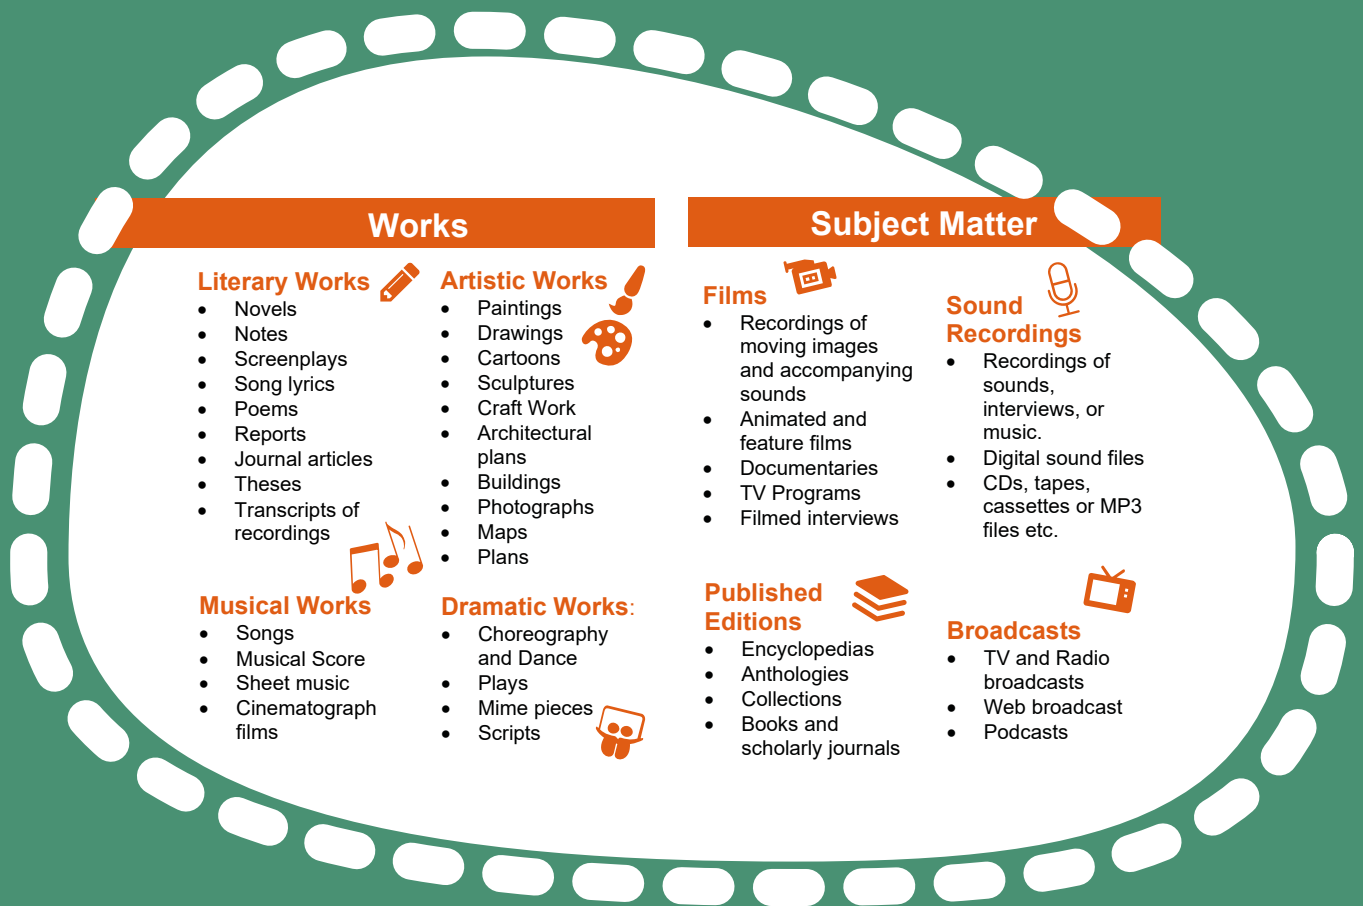 Works
Literary Works
• Novels
• Notes
• Screenplays
• Song lyrics
• Poems
• Reports
• Journal articles
• Theses
• Transcripts of
recordings
Artistic Works
• Paintings
• Drawings
• Cartoons
• Sculptures
• Craft Work
• Architectural
plans
• Buildings
• Photographs
• Maps
• Plans
Musical Works
• Songs
• Musical Score
• Sheet music
• Cinematograph
films
Dramatic Works:
• Choreography
and Dance
• Plays
• Mime pieces
• Scripts
Subject Matter
Films
• Recordings of
moving images
and accompanying
sounds
• Animated and
feature films
• Documentaries
• TV Programs
• Filmed interviews
Sound
Recordings
• Recordings of
sounds,
interviews, or
music.
• Digital sound files
• CDs, tapes,
cassettes or MP3
files etc.
Published
Editions
• Encyclopedias
• Anthologies
• Collections
• Books and
scholarly journals
Broadcasts
• TV and Radio
broadcasts
• Web broadcast
• Podcasts